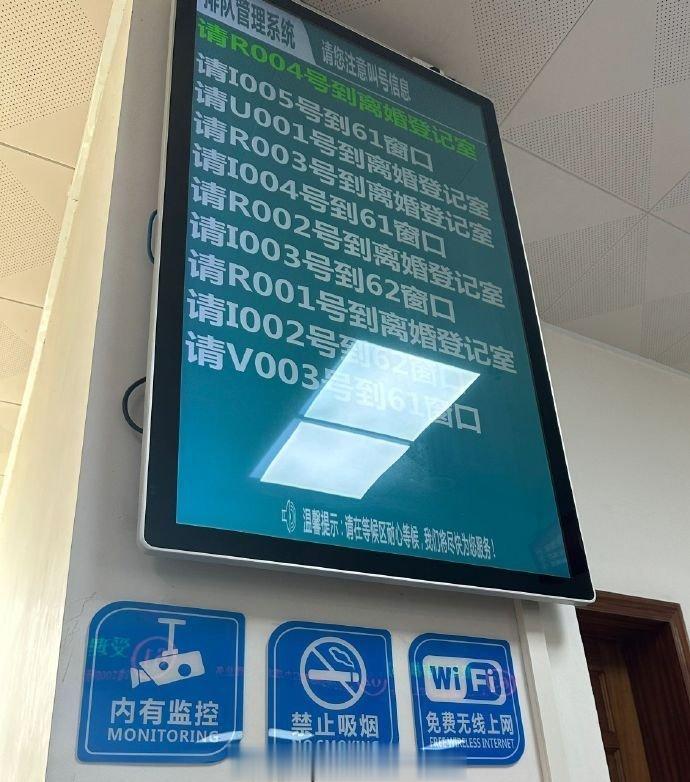 排队管理系统
请您注意叫号信息
请R004号到离婚登记室
请I005号到61窗口
请U001号到离婚登记室
请R003号到离婚登记室
请I004号到61窗口
请R002号到离婚登记室
请I003号到62窗口
请R001号到离婚登记室
请I002号到62窗口
请V003号到61窗口
温馨提示:请在等候区耐心等候,我们将尽快为您服务!
内有监控
MONITORING
禁止吸烟
NO SMOKING
WiFi
免费无线上网
FREE WIRELESS INTERNET